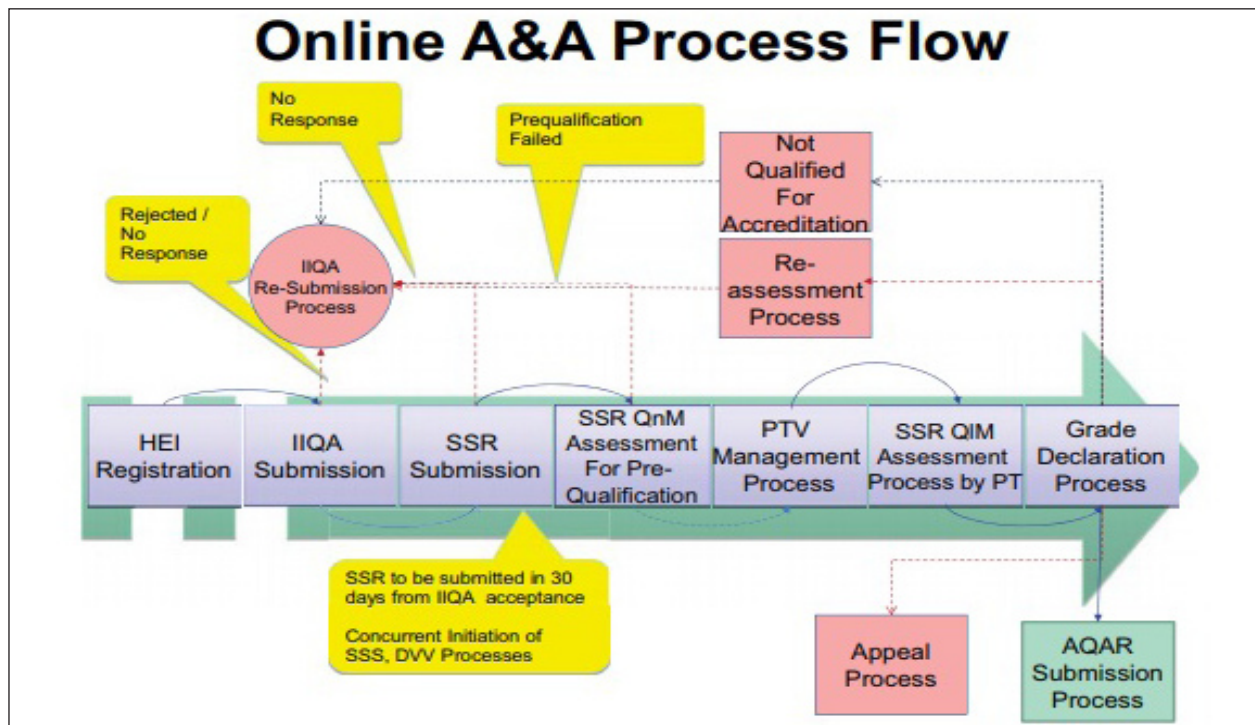 Online A&A Process Flow
No
Response
Prequalification
Failed
Not
Qualified
For
Accreditation
Rejected /
No
Response
IIQA
Re-Submission
Process
Re-
assessment
Process
HEI
Registration
IIQA
Submission
SSR
Submission
SSR QnM
Assessment
For Pre-
Qualification
PTV
Management
Process
SSR QlM
Assessment
Process by PT
Grade
Declaration
Process
SSR to be submitted in 30
days from IIQA acceptance
Concurrent Initiation of
SSS, DVV Processes
Appeal
Process
AQAR
Submission
Process